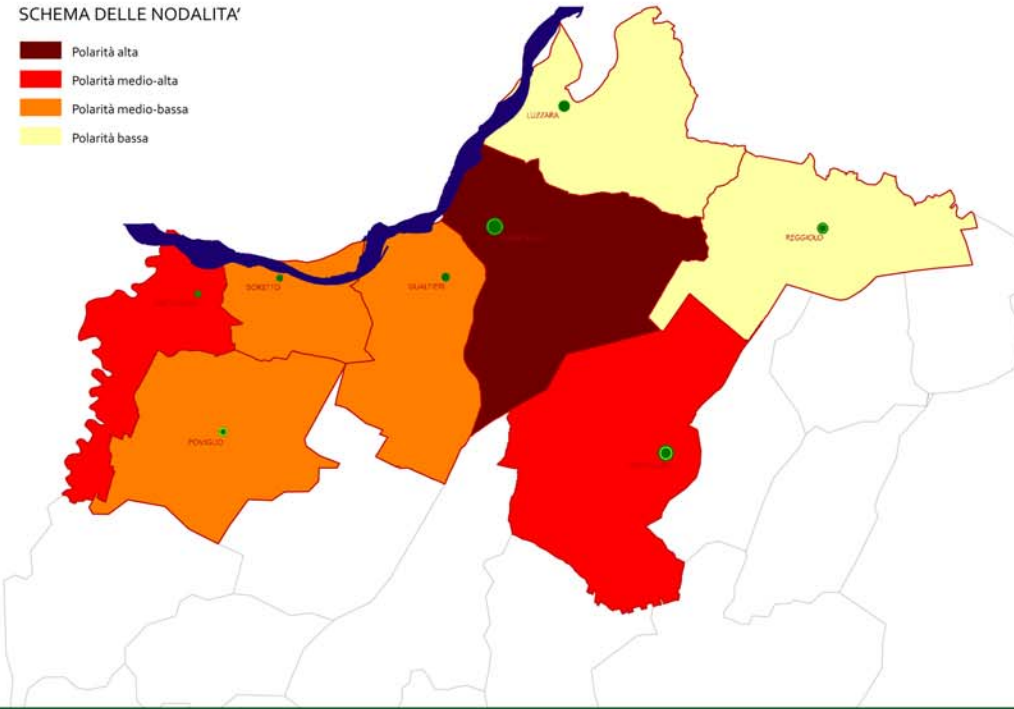 SCHEMA DELLE NODALITA'
Polarità alta
Polarità medio-alta
Polarità medio-bassa
Polarità bassa
LUZZARA
REGGIOLO
GUALTIERI
BORETTO
POVIGLIO